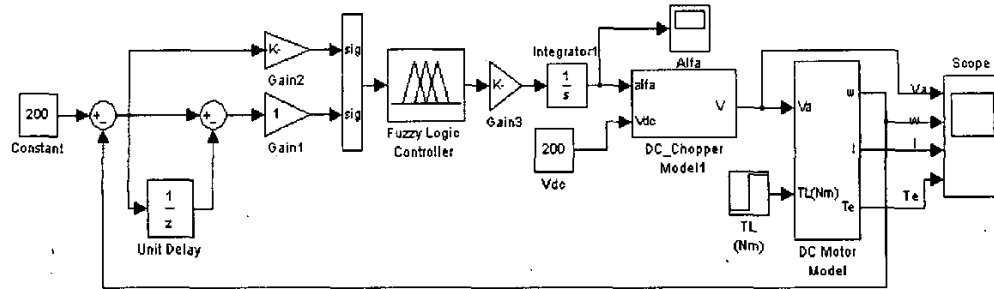 200
Constant
+
-
+
-
1
z
Unit Delay
K-
Gain2
1
Gain1
sig
sig
Fuzzy Logic
Controller
K-
Gain3
Integrator1
1
s
Alfa
200
Vdc
alfa
Vdc
V
DC_Chopper
Model1
TL
(Nm)
Va
TL(Nm)
w
I
Te
DC Motor
Model
Scope
Va
w
I
Te